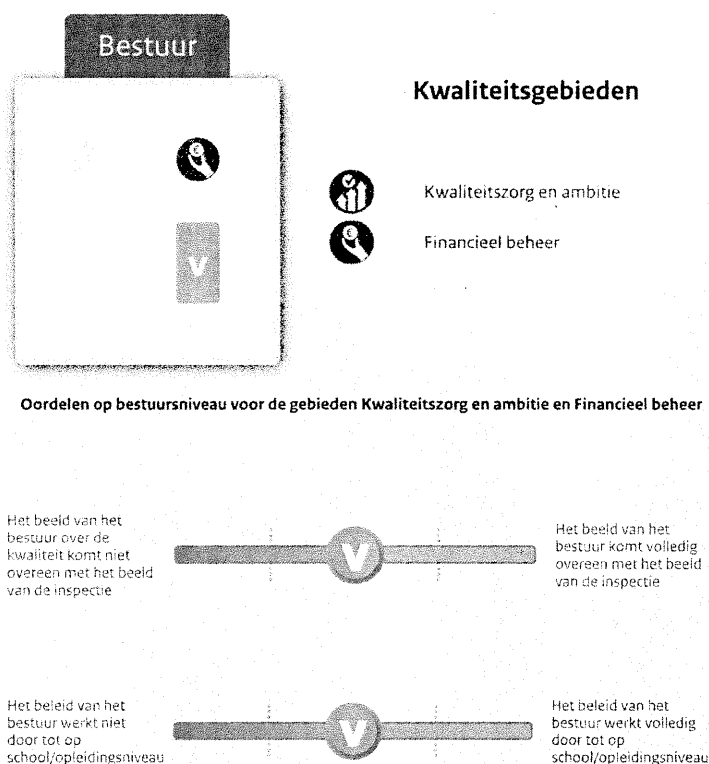 Bestuur
Kwaliteitsgebieden
Kwaliteitszorg en ambitie
V
Financieel beheer
Oordelen op bestuursniveau voor de gebieden Kwaliteitszorg en ambitie en Financieel beheer
Het beeld van het
bestuur over de
kwaliteit komt niet
overeen met het beeld
van de inspectie
V
Het beeld van het
bestuur komt volledig
overeen met het beeld
van de inspectie
Het beleid van het
bestuur werkt niet
door tot op
school/opleidingsniveau
V
Het beleid van het
bestuur werkt volledig
door tot op
school/opleidingsniveau